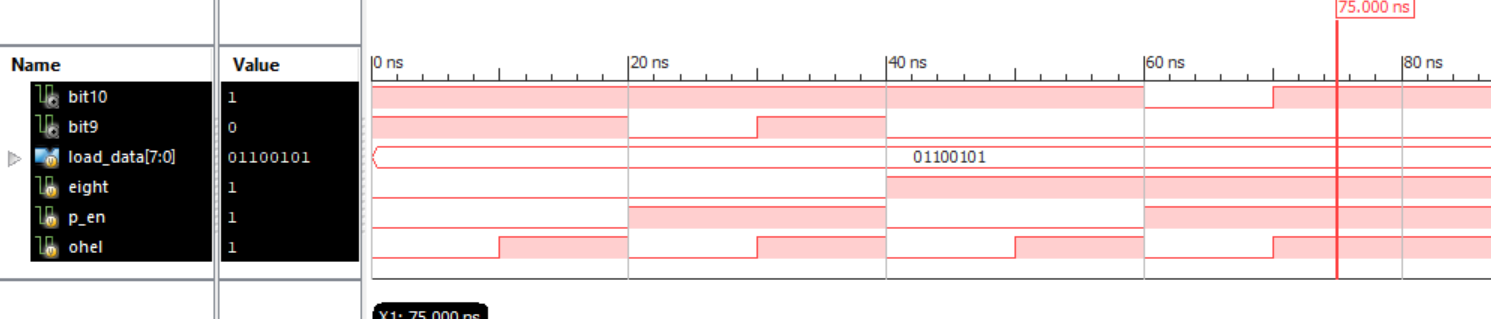 75.000 ns
Name Value 0 ns 20 ns 40 ns 60 ns 80 ns
bit10 1
bit9 0
load_data[7:0] 01100101 01100101
eight 1
p_en 1
ohel 1
X1: 75.000 ns